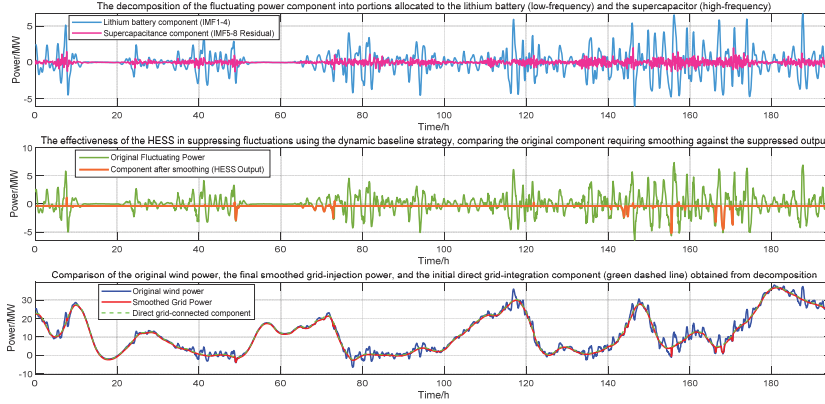 The decomposition of the fluctuating power component into portions allocated to the lithium battery (low-frequency) and the supercapacitor (high-frequency)
Lithium battery component (IMF1-4)
Supercapacitance component (IMF5-8 Residual)
Power/MW
5
0
-5
0 20 40 60 80 100 120 140 160 180
Time/h
The effectiveness of the HESS in suppressing fluctuations using the dynamic baseline strategy, comparing the original component requiring smoothing against the suppressed outpu
Original Fluctuating Power
Component after smoothing (HESS Output)
Power/MW
10
5
0
-5
0 20 40 60 80 100 120 140 160 180
Time/h
Comparison of the original wind power, the final smoothed grid-injection power, and the initial direct grid-integration component (green dashed line) obtained from decomposition
Original wind power
Smoothed Grid Power
Direct grid-connected component
Power/MW
30
20
10
0
-10
0 20 40 60 80 100 120 140 160 180
Time/h